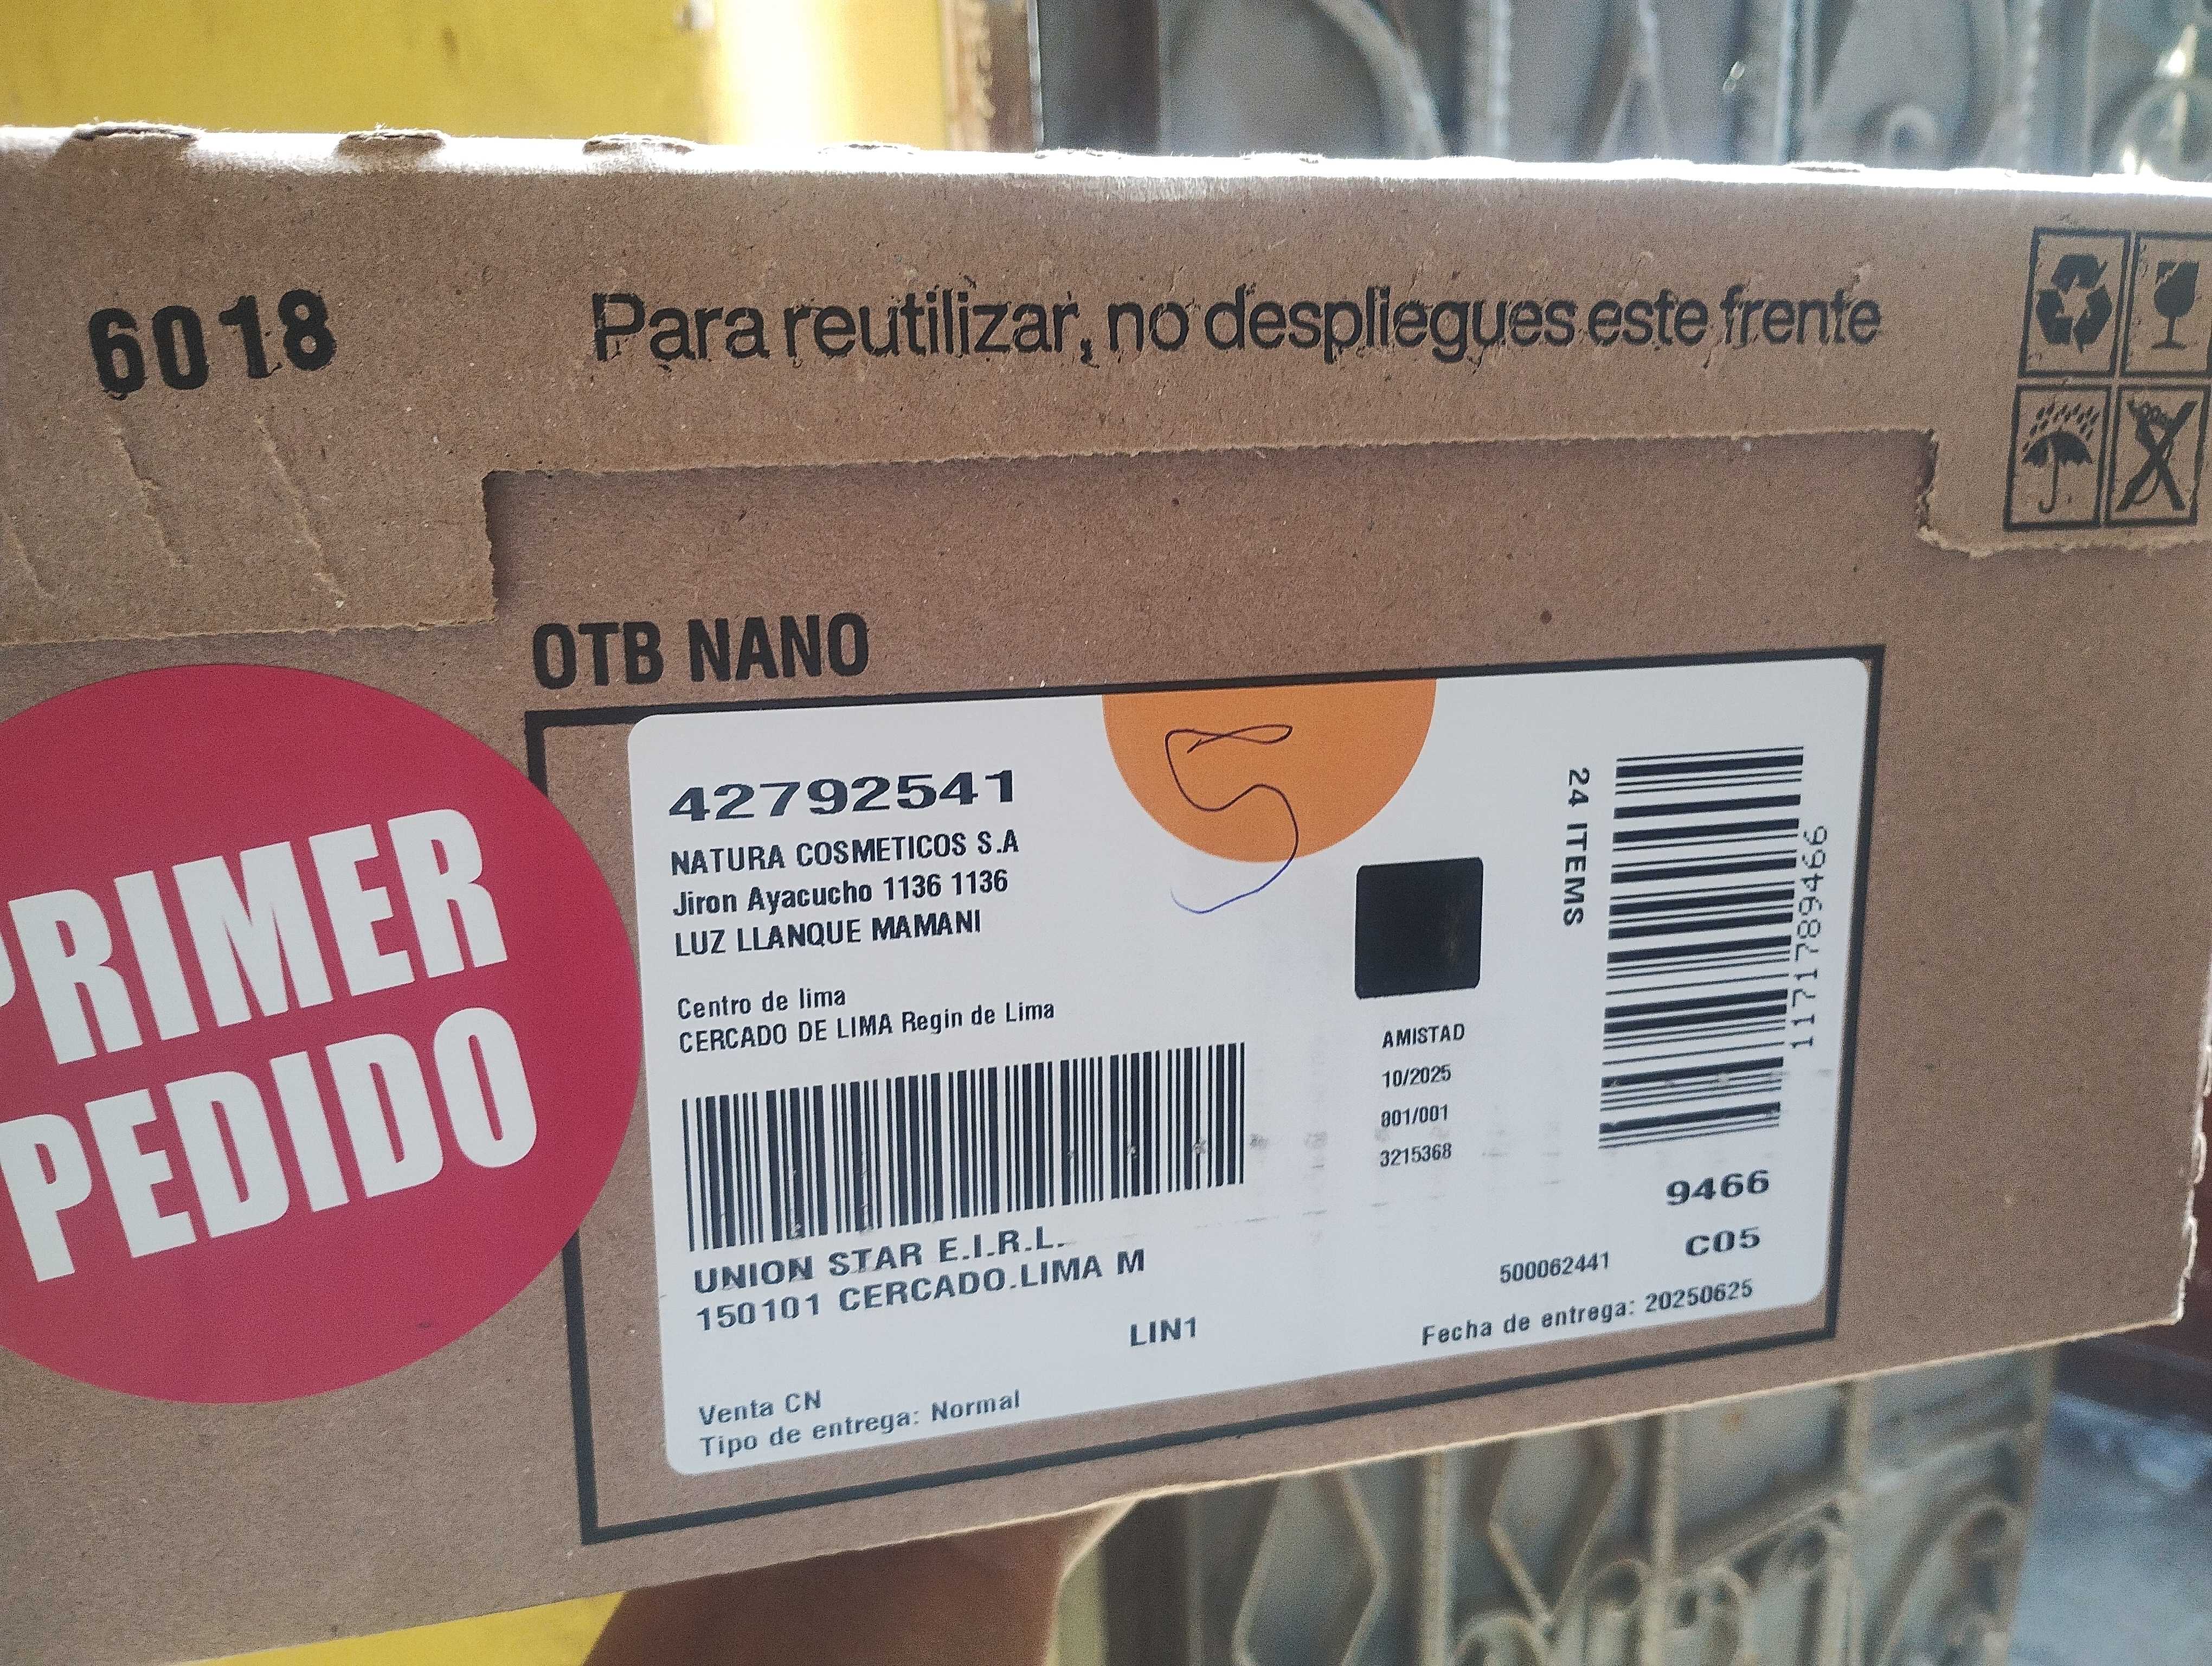 6018
Para reutilizar, no despliegues este frente
OTB NANO
PRIMER
PEDIDO
5
42792541
NATURA COSMETICOS S.A
Jiron Ayacucho 1136 1136
LUZ LLANQUE MAMANI
Centro de lima
CERCADO DE LIMA Regin de Lima
24 ITEMS
1171789466
AMISTAD
10/2025
001/001
3215368
9466
C05
UNION STAR E.I.R.L.
150101 CERCADO.LIMA M
LIN1
500062441
Fecha de entrega: 20250625
Venta CN
Tipo de entrega: Normal